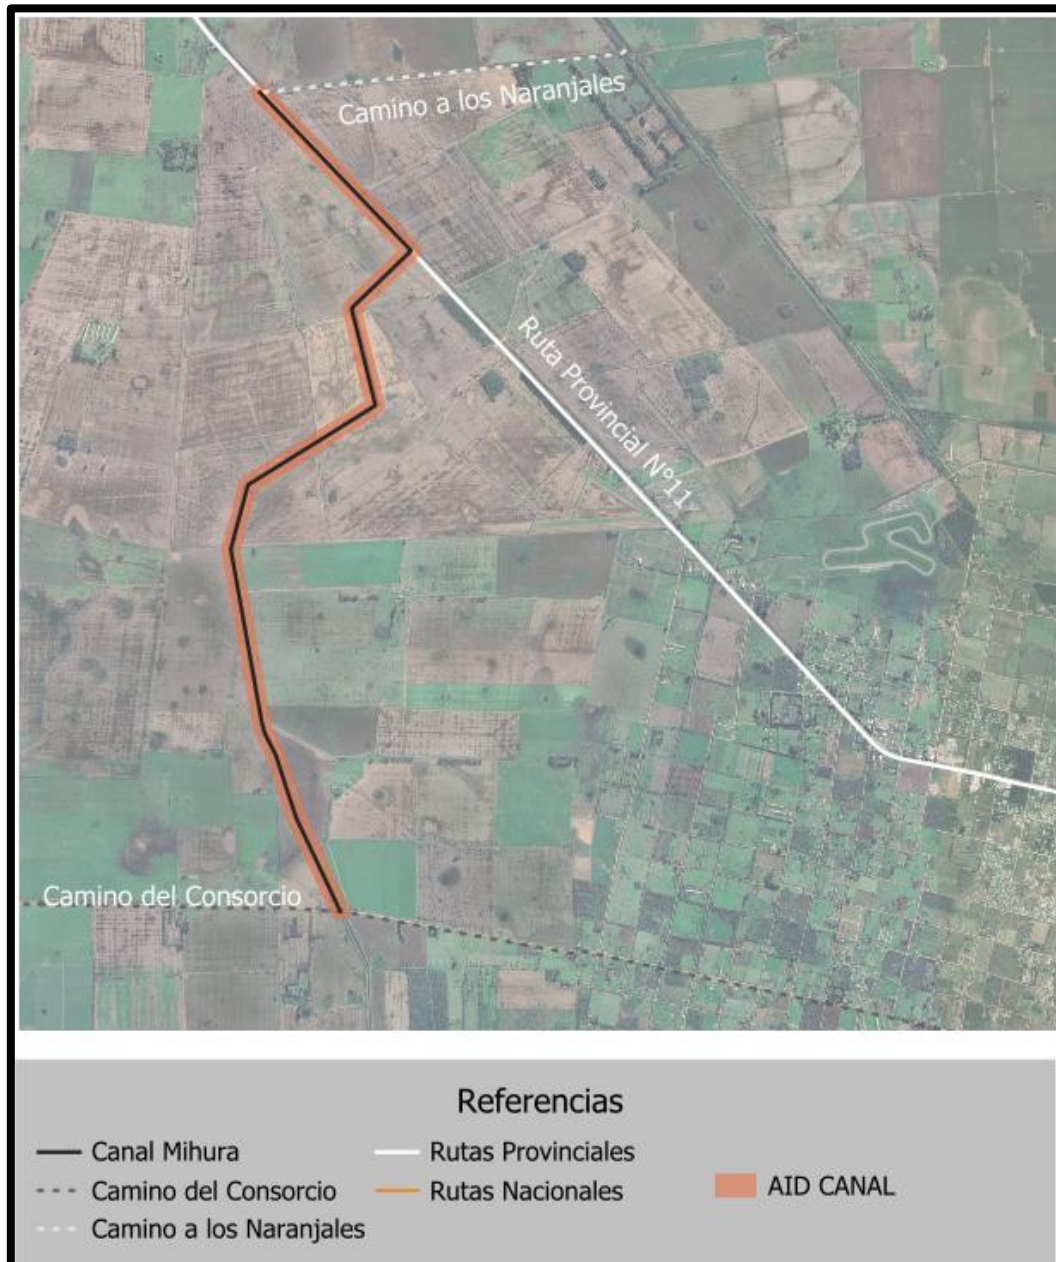 Camino a los Naranjales
Ruta Provincial N°11
Camino del Consorcio
Referencias
Canal Mihura
Rutas Provinciales
Camino del Consorcio
Rutas Nacionales
AID CANAL
Camino a los Naranjales